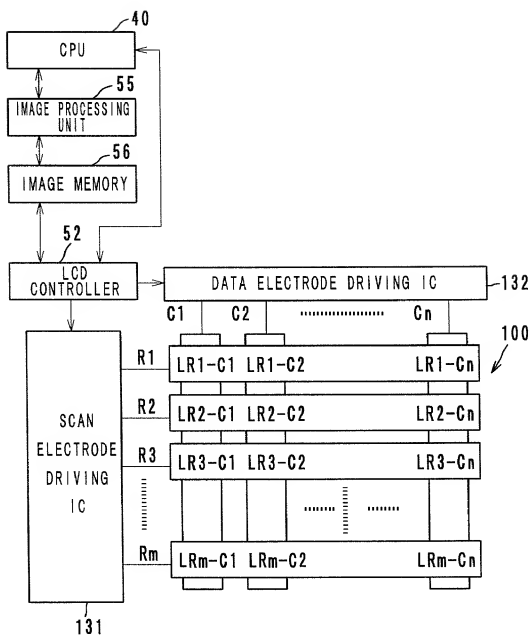 40
CPU
55
IMAGE PROCESSING
UNIT
56
IMAGE MEMORY
52
LCD
CONTROLLER
DATA ELECTRODE DRIVING IC
132
C1 C2 Cn
100
R1 LR1-C1 LR1-C2 LR1-Cn
R2 LR2-C1 LR2-C2 LR2-Cn
SCAN
ELECTRODE
DRIVING
IC
R3 LR3-C1 LR3-C2 LR3-Cn
Rm LRm-C1 LRm-C2 LRm-Cn
131